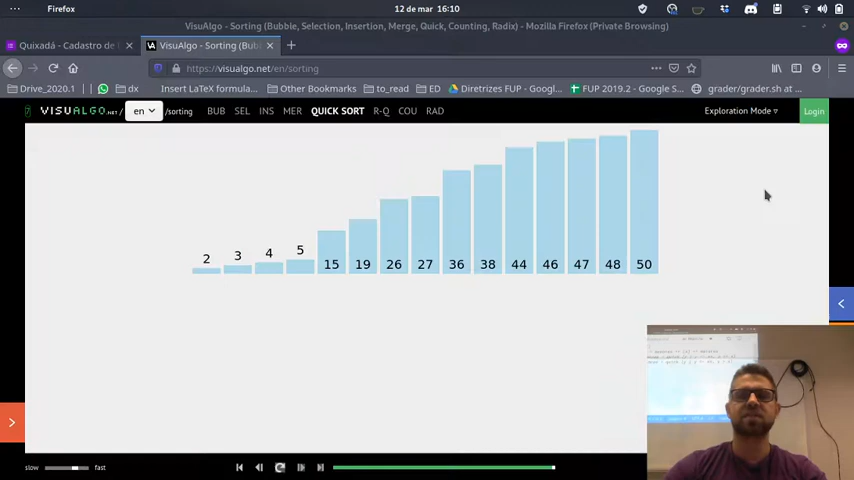 Firefox
12 de mar 16:10
VisuAlgo - Sorting (Bubble, Selection, Insertion, Merge, Quick, Counting, Radix) - Mozilla Firefox (Private Browsing)
Quixadá - Cadastro de
VisuAlgo - Sorting (Bub
https://visualgo.net/en/sorting
Drive_2020.1
dx
Insert LaTeX formula...
Other Bookmarks
to_read
ED
Diretrizes FUP - Googl...
FUP 2019.2 - Google S...
grader/grader.sh at ...
7 VISUALGO.NET / en /sorting BUB SEL INS MER QUICK SORT R-Q COU RAD Exploration Mode Login
2 3 4 5 15 19 26 27 36 38 44 46 47 48 50
<
>
slow fast